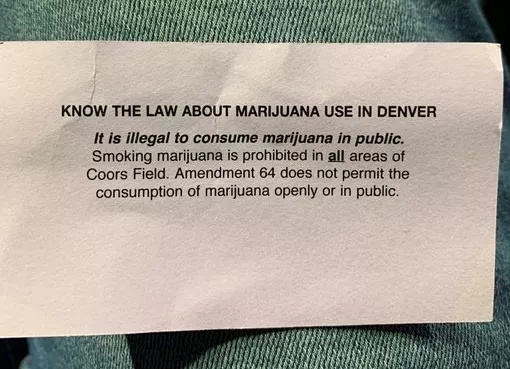 KNOW THE LAW ABOUT MARIJUANA USE IN DENVER
It is illegal to consume marijuana in public.
Smoking marijuana is prohibited in all areas of
Coors Field. Amendment 64 does not permit the
consumption of marijuana openly or in public.